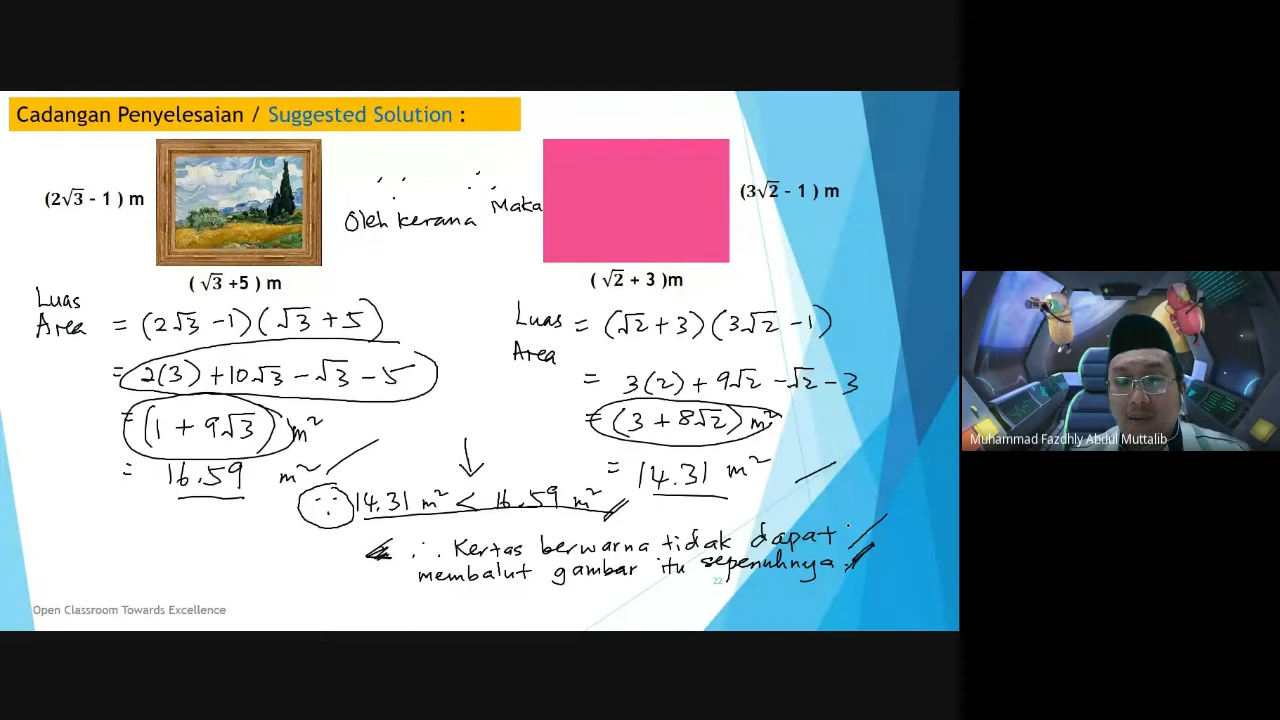 Cadangan Penyelesaian / Suggested Solution :
(2√3 - 1 ) m
( √3 +5 ) m
∵ ∴
Oleh kerana Maka
(3√2 - 1 ) m
( √2 + 3 )m
Luas
Area = (2√3 - 1)(√3 + 5)
= 2(3) + 10√3 - √3 - 5
= (1 + 9√3) m²
= 16.59 m²
Luas
Area = (√2 + 3)(3√2 - 1)
= 3(2) + 9√2 - √2 - 3
= (3 + 8√2) m²
= 14.31 m²
∵ 14.31 m² < 16.59 m²
∴ Kertas berwarna tidak dapat
membalut gambar itu sepenuhnya.
22
Open Classroom Towards Excellence
Muhammad Fazdhly Abdul Muttalib